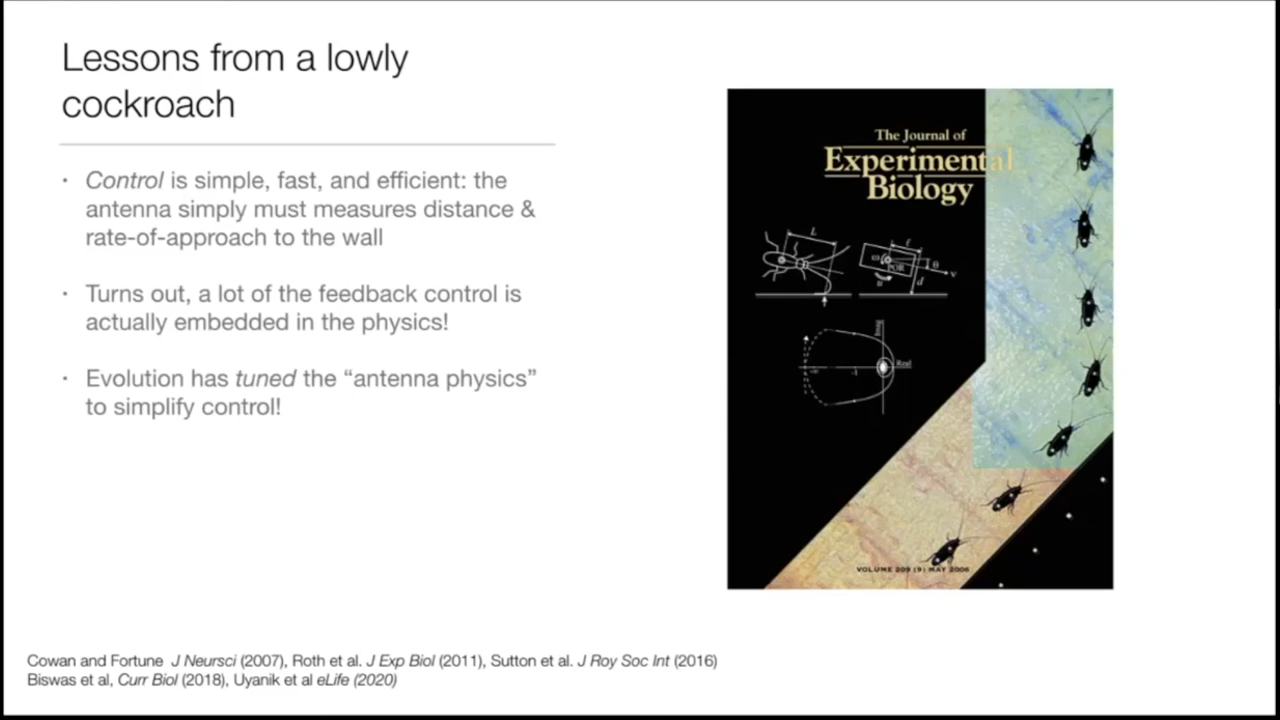 Lessons from a lowly
cockroach
· Control is simple, fast, and efficient: the
antenna simply must measures distance &
rate-of-approach to the wall
· Turns out, a lot of the feedback control is
actually embedded in the physics!
· Evolution has tuned the “antenna physics”
to simplify control!
The Journal of
Experimental
Biology
L
ℓ
ω
POR
θ
v
u
d
Imag
Real
-∞
-1
VOLUME 209 (9) MAY 2006
Cowan and Fortune J Neursci (2007), Roth et al. J Exp Biol (2011), Sutton et al. J Roy Soc Int (2016)
Biswas et al, Curr Biol (2018), Uyanik et al eLife (2020)